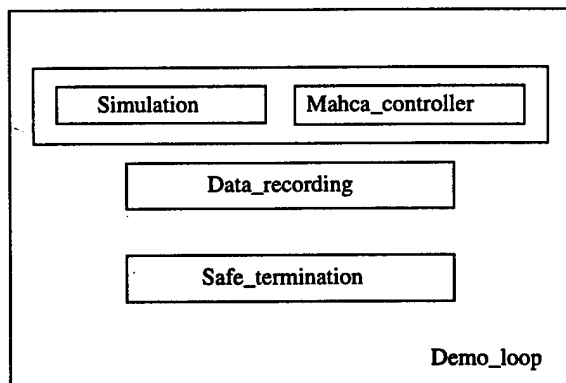 Simulation
Mahca_controller
Data_recording
Safe_termination
Demo_loop